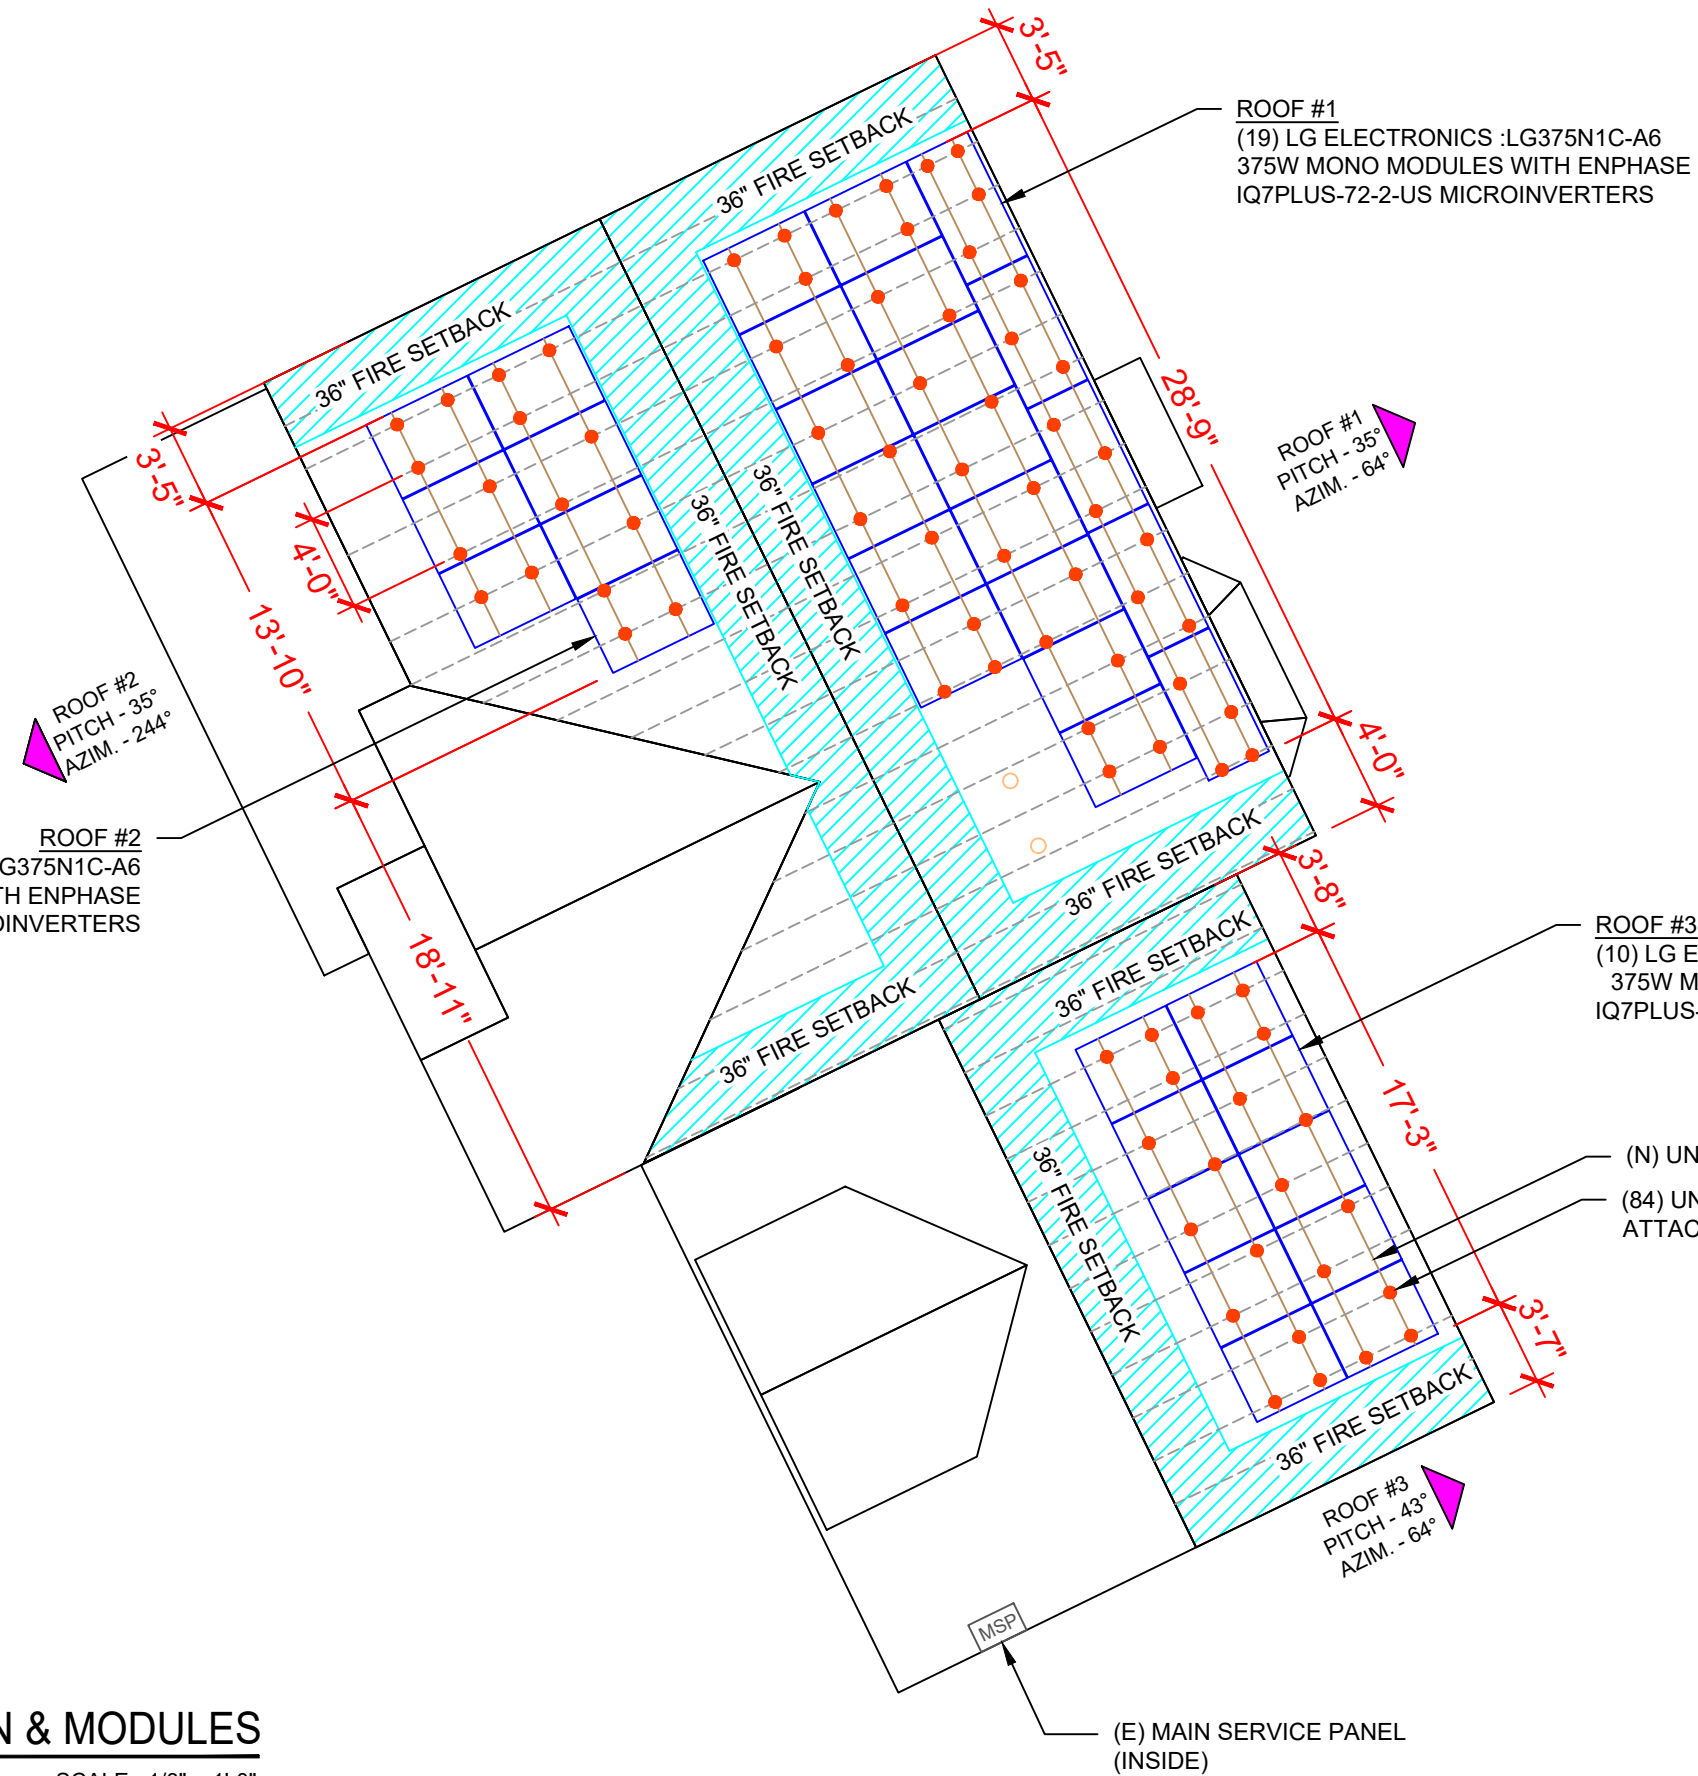 3'-5"
ROOF #1
(19) LG ELECTRONICS :LG375N1C-A6
375W MONO MODULES WITH ENPHASE
IQ7PLUS-72-2-US MICROINVERTERS
36" FIRE SETBACK
36" FIRE SETBACK
28'-9"
ROOF #1
PITCH - 35°
AZIM. - 64°
3'-5"
4'-0"
36" FIRE SETBACK
36" FIRE SETBACK
13'-10"
ROOF #2
PITCH - 35°
AZIM. - 244°
4'-0"
ROOF #2
G375N1C-A6
TH ENPHASE
OINVERTERS
36" FIRE SETBACK
3'-8"
18'-11"
36" FIRE SETBACK
36" FIRE SETBACK
ROOF #3
(10) LG E
375W M
IQ7PLUS-
17'-3"
36" FIRE SETBACK
(N) UN
(84) UN
ATTAC
3'-7"
36" FIRE SETBACK
ROOF #3
PITCH - 43°
AZIM. - 64°
MSP
(E) MAIN SERVICE PANEL
(INSIDE)
N & MODULES